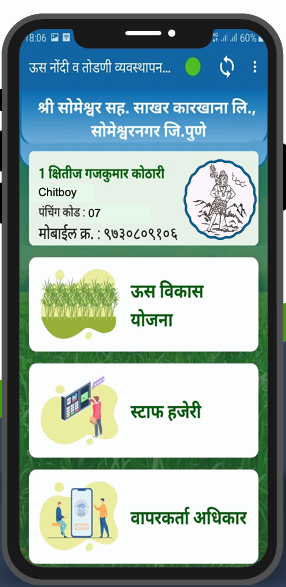 18:06 60%
ऊस नोंदी व तोडणी व्यवस्थापन...
श्री सोमेश्वर सह. साखर कारखाना लि.,
सोमेश्वरनगर जि.पुणे
1 क्षितीज गजकुमार कोठारी
Chitboy
पंचिंग कोड : 07
मोबाईल क्र. : ९७३०८०९१०६
ऊस विकास
योजना
स्टाफ हजेरी
वापरकर्ता अधिकार